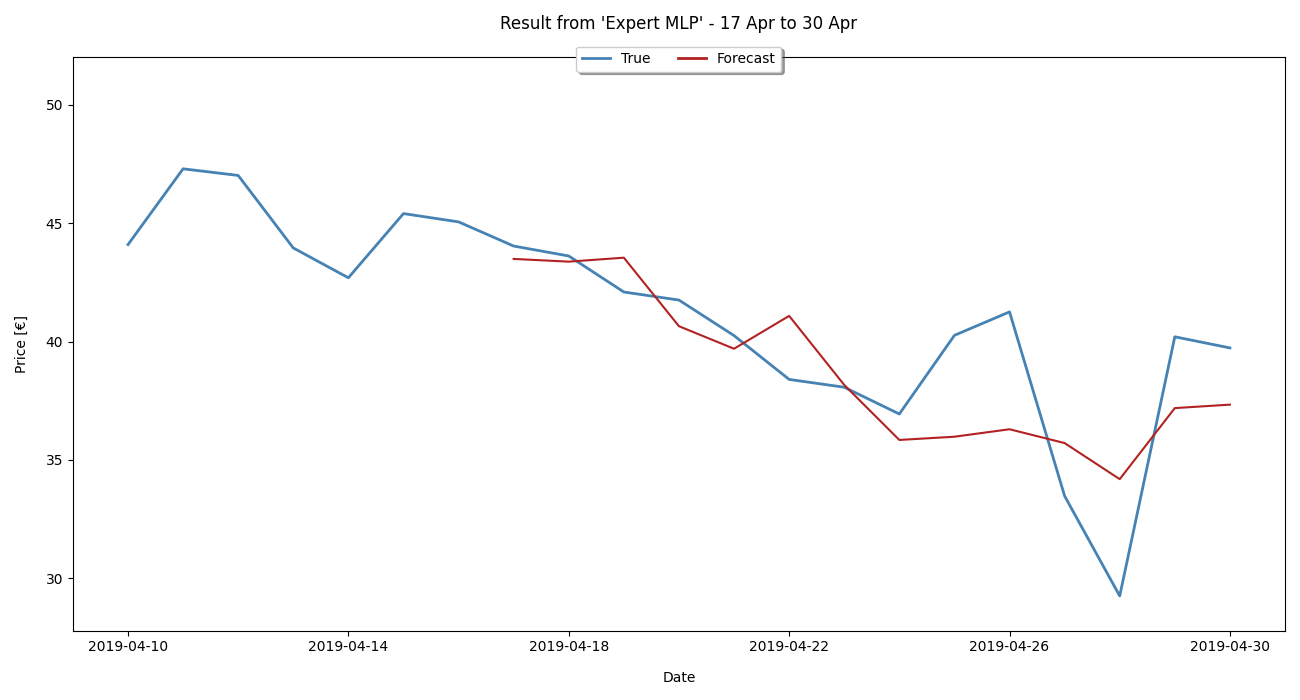 Result from 'Expert MLP' - 17 Apr to 30 Apr
True Forecast
50
45
40
35
30
Price [€]
2019-04-10 2019-04-14 2019-04-18 2019-04-22 2019-04-26 2019-04-30
Date